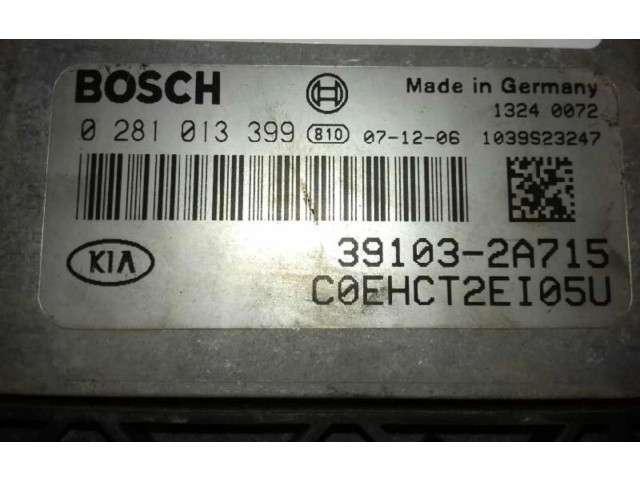 BOSCH Made in Germany
1324 0072
0 281 013 399 810 07-12-06 1039S23247
KIA 39103-2A715
C0EHCT2EI05U